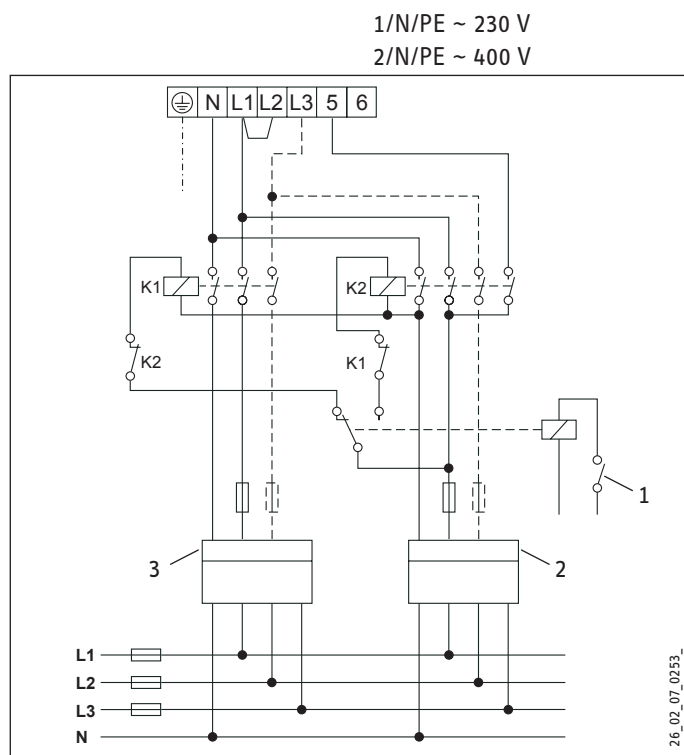 1/N/PE ~ 230 V
2/N/PE ~ 400 V
N L1 L2 L3 5 6
K1
K2
K2
K1
1
3
2
L1
L2
L3
N
26_02_07_0253_